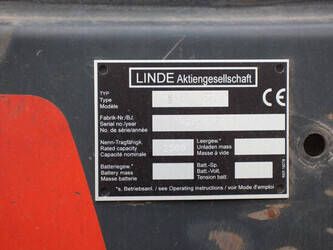 LINDE Aktiengesellschaft
TYP
Type
Modèle
CE
Fabrik-Nr./BJ.
Serial no./year
No. de série/année
Nenn-Tragfähigk. Leergew.*
Rated capacity Unladen mass
Capacité nominale Masse à vide
Batteriegew.* Batt.-Sp.
Battery mass Batt.-Volt.
Masse batterie Tension batt.
*s. Betriebsanl. / see Operating instructions / voir Mode d'emploi